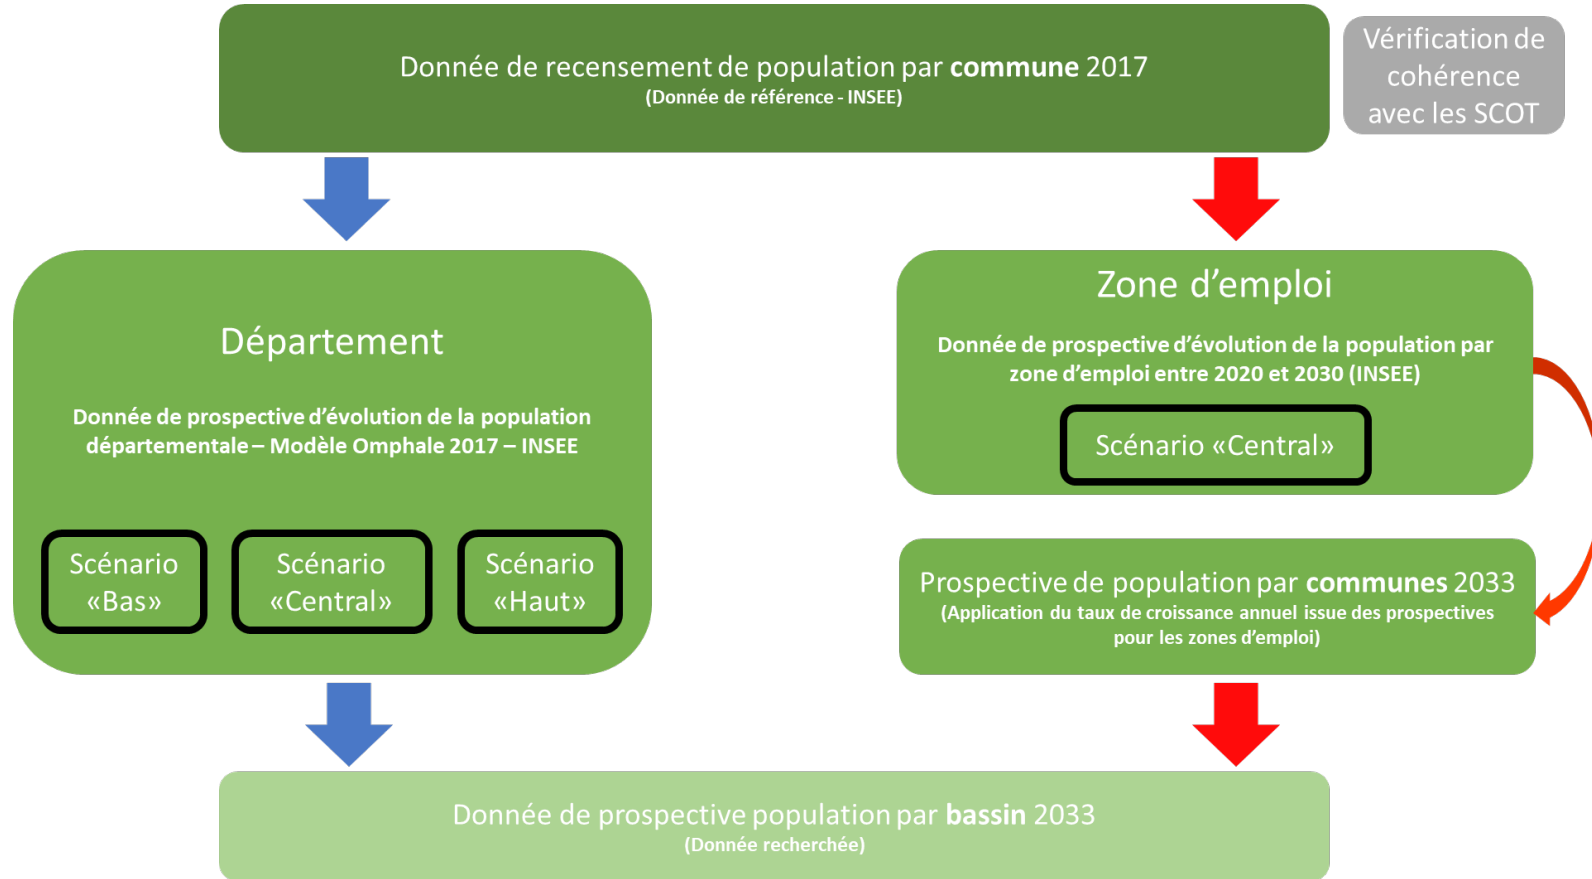 Donnée de recensement de population par commune 2017
(Donnée de référence - INSEE)
Vérification de
cohérence
avec les SCOT
Département
Donnée de prospective d’évolution de la population
départementale – Modèle Omphale 2017 – INSEE
Scénario
«Bas»
Scénario
«Central»
Scénario
«Haut»
Zone d’emploi
Donnée de prospective d’évolution de la population par
zone d’emploi entre 2020 et 2030 (INSEE)
Scénario «Central»
Prospective de population par communes 2033
(Application du taux de croissance annuel issue des prospectives
pour les zones d’emploi)
Donnée de prospective population par bassin 2033
(Donnée recherchée)